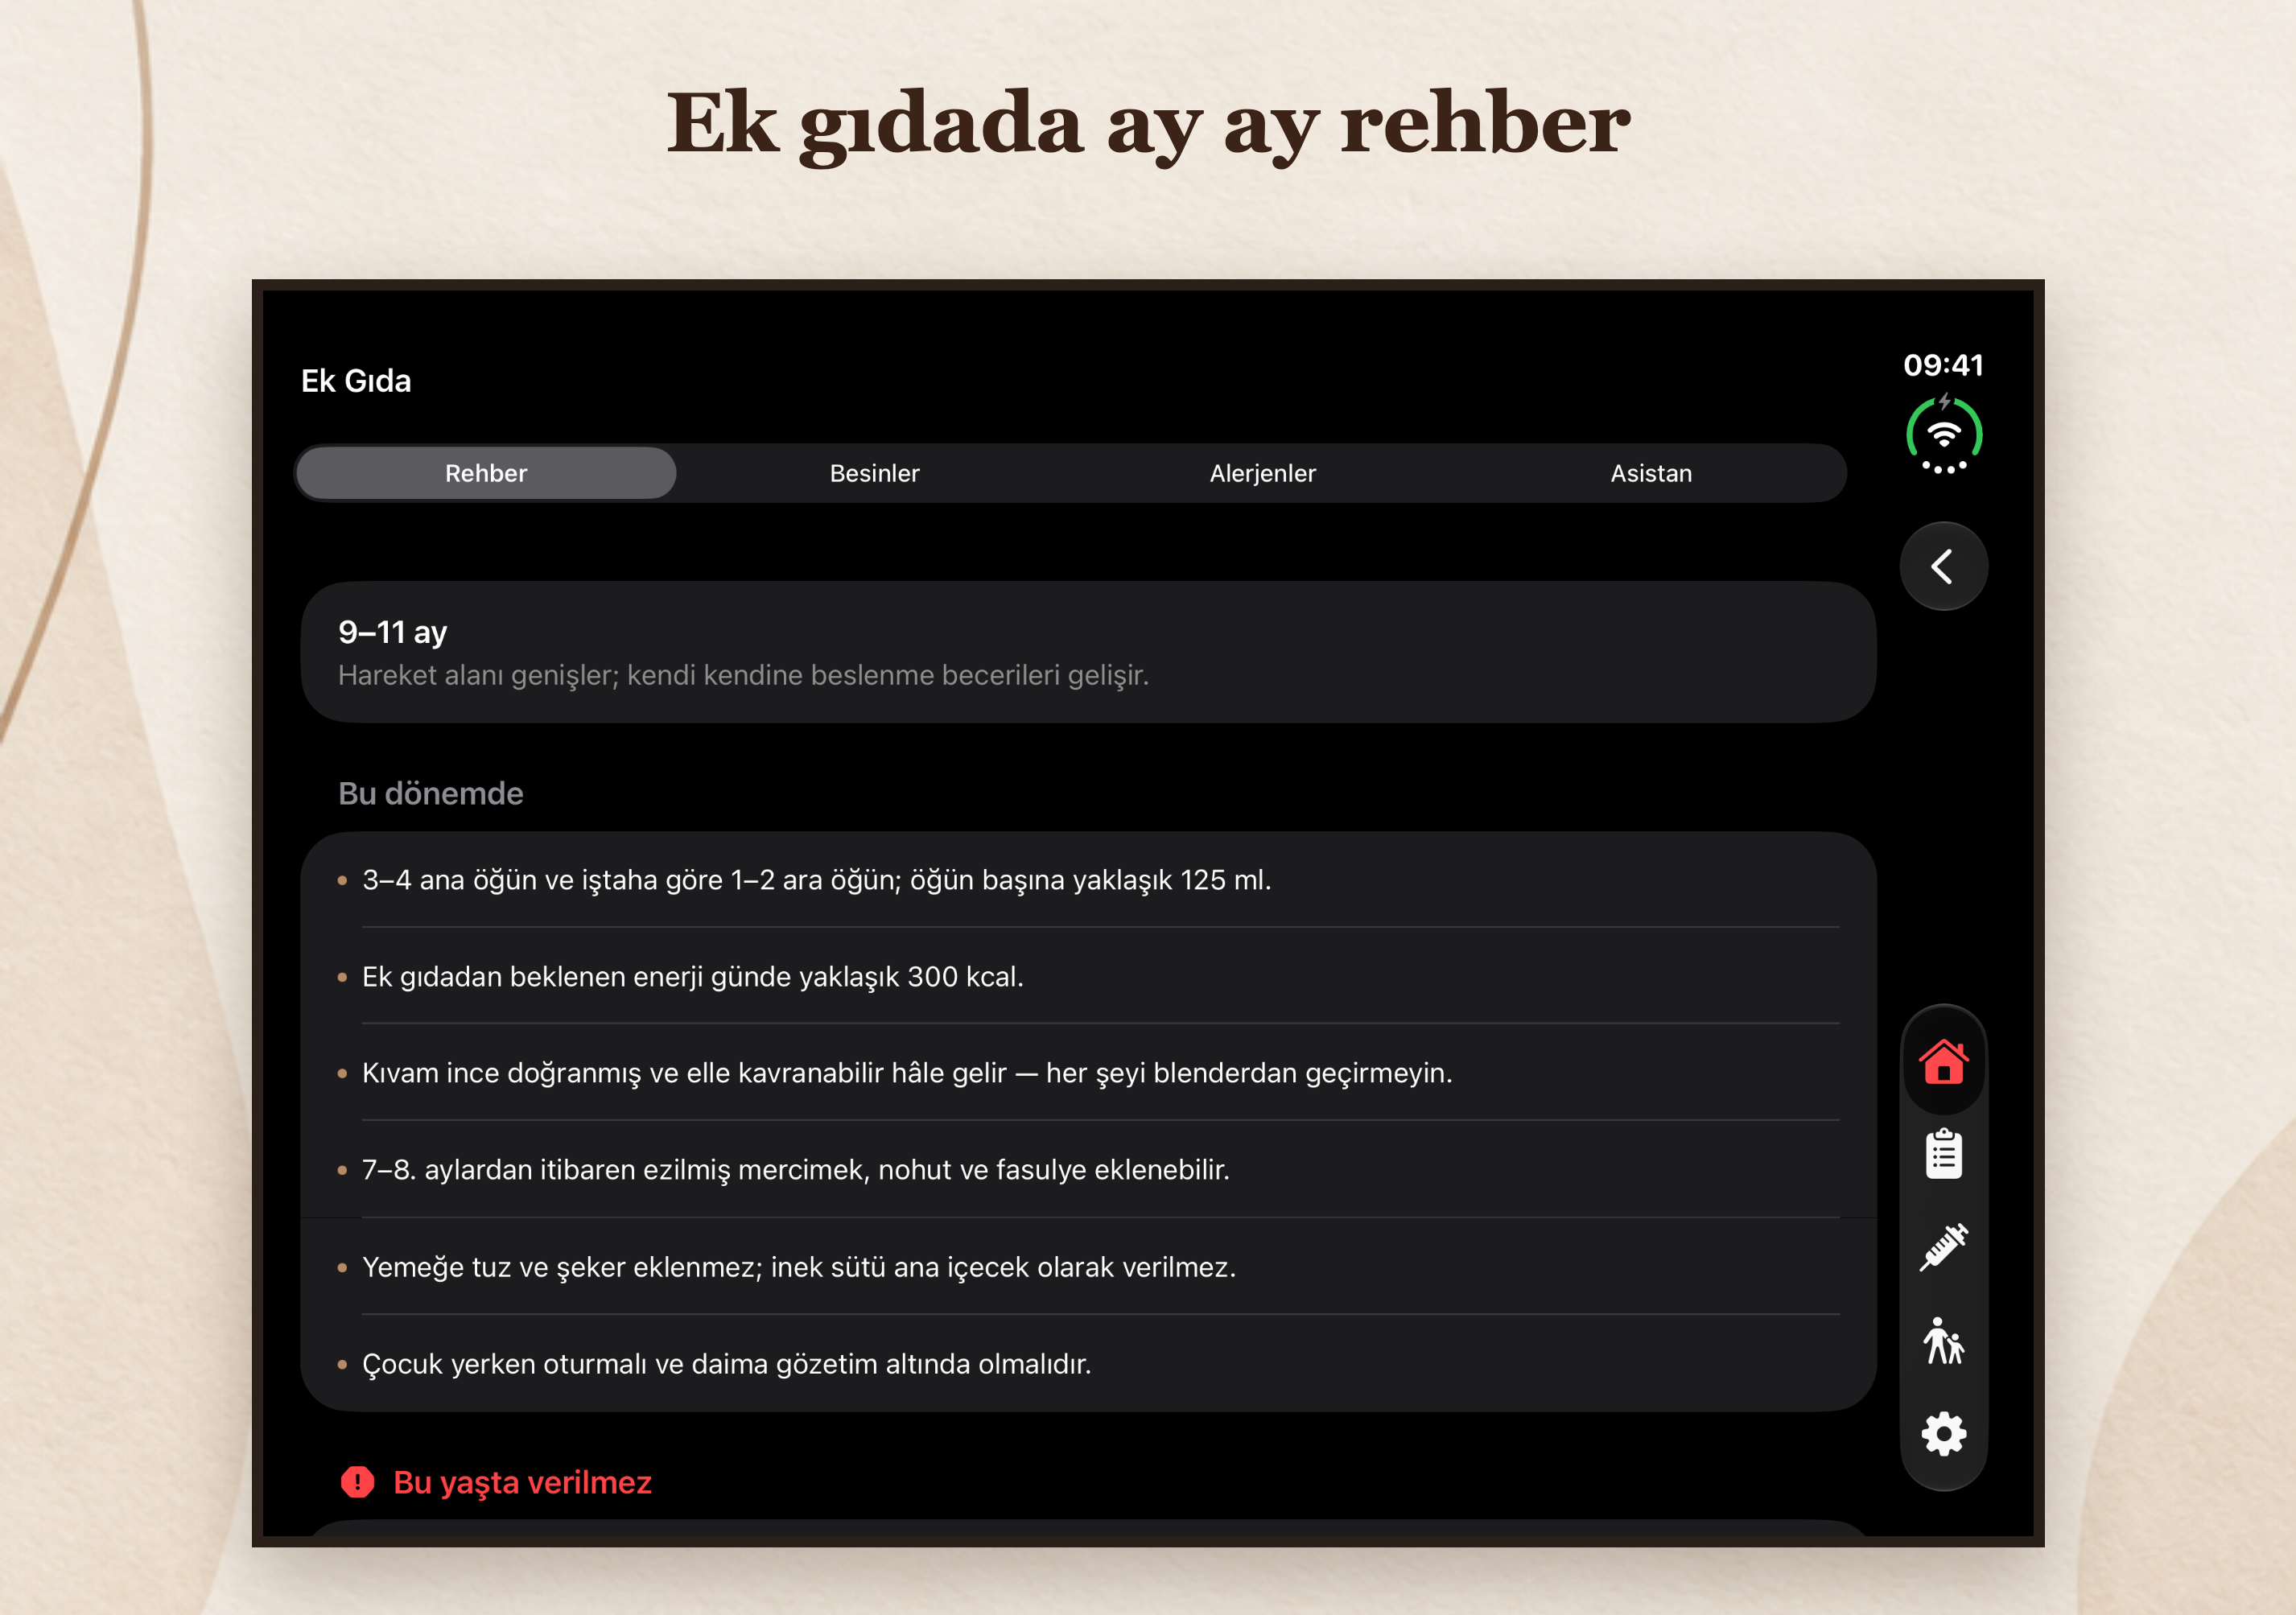 Ek gıdada ay ay rehber
Ek Gıda
09:41
Rehber
Besinler
Alerjenler
Asistan
9–11 ay
Hareket alanı genişler; kendi kendine beslenme becerileri gelişir.
Bu dönemde
• 3–4 ana öğün ve iştaha göre 1–2 ara öğün; öğün başına yaklaşık 125 ml.
• Ek gıdadan beklenen enerji günde yaklaşık 300 kcal.
• Kıvam ince doğranmış ve elle kavranabilir hâle gelir — her şeyi blenderdan geçirmeyin.
• 7–8. aylardan itibaren ezilmiş mercimek, nohut ve fasulye eklenebilir.
• Yemeğe tuz ve şeker eklenmez; inek sütü ana içecek olarak verilmez.
• Çocuk yerken oturmalı ve daima gözetim altında olmalıdır.
Bu yaşta verilmez